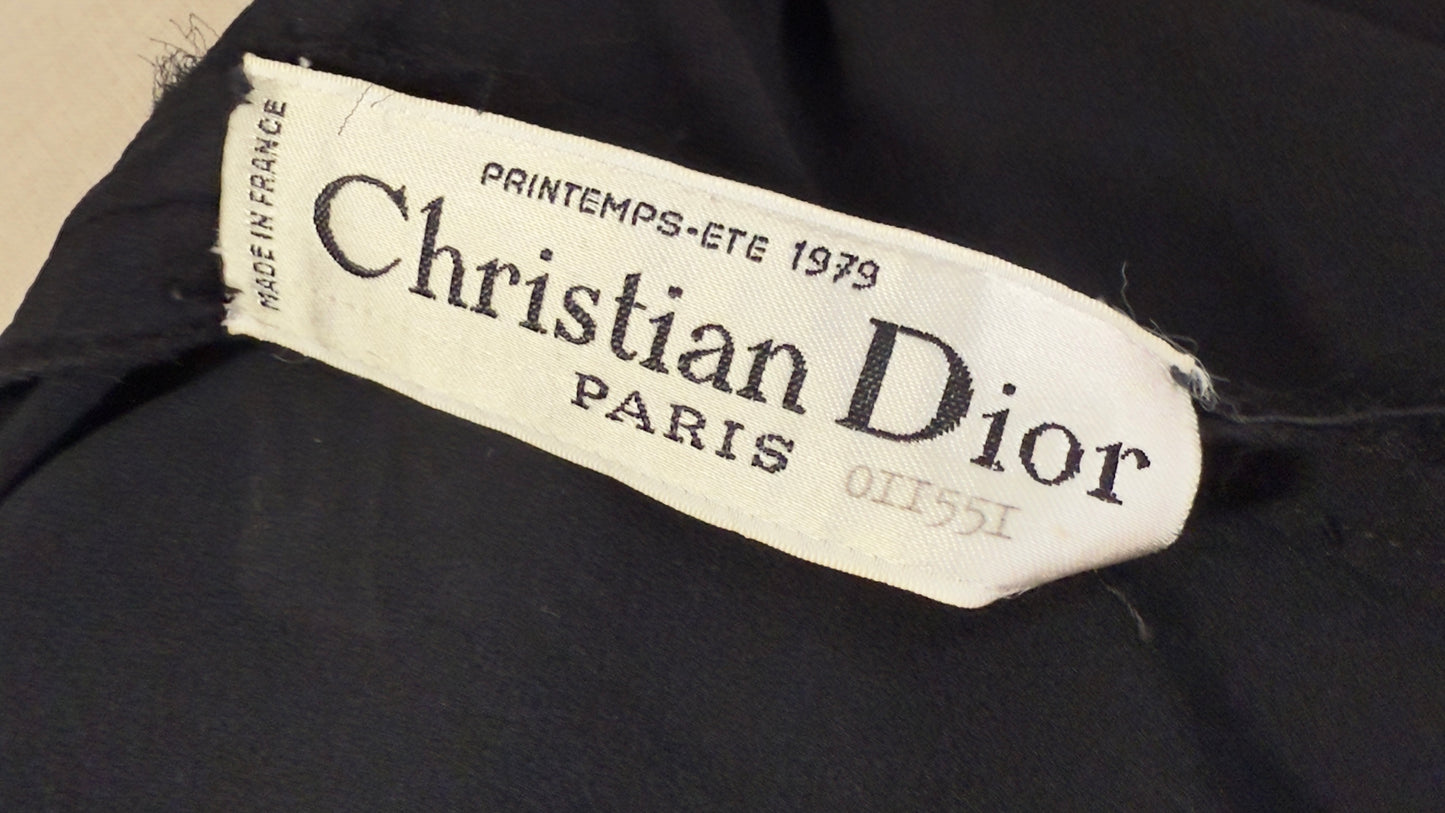 MADE IN FRANCE
PRINTEMPS-ETE 1979
Christian Dior
PARIS
011551